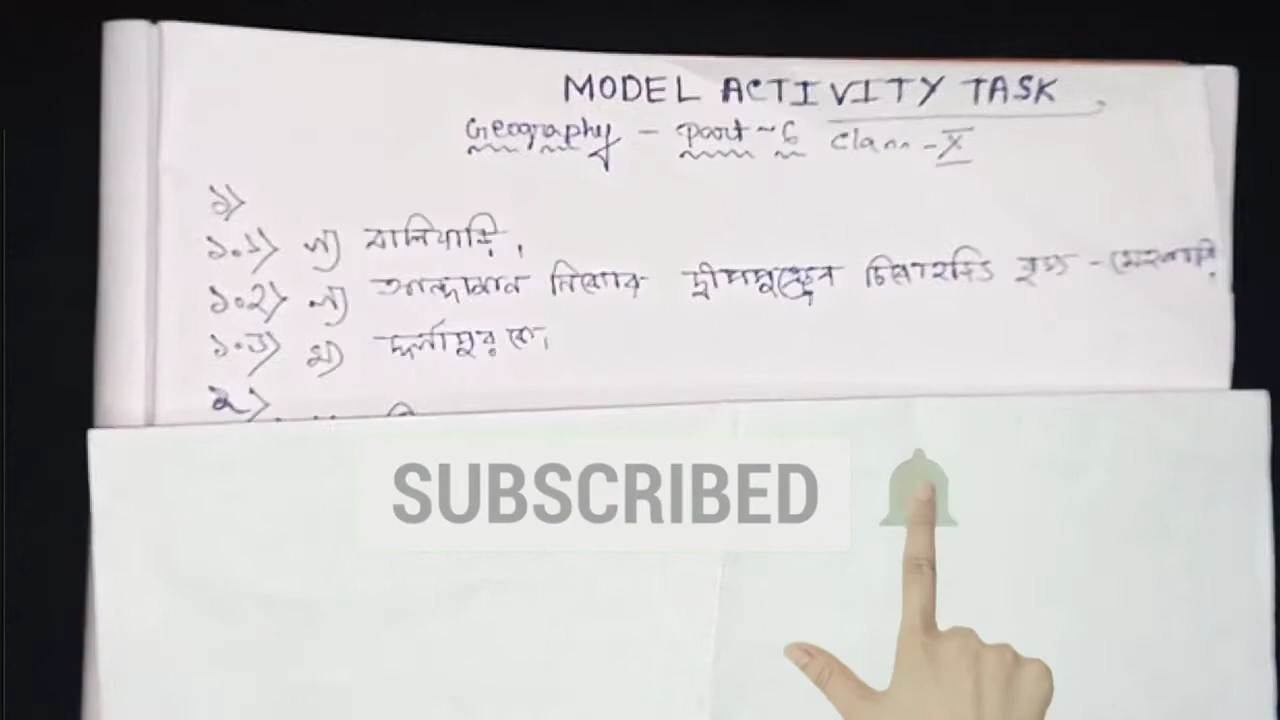 MODEL ACTIVITY TASK
Geography - Part - 6 Class - X
১)
১.১) গ) বালিয়াড়ি।
১.২) গ) আন্দামান নিকোবর দ্বীপপুঞ্জের চিরহরিৎ
১.৩) ঘ) দুর্গাপুর কে।
২)
SUBSCRIBED